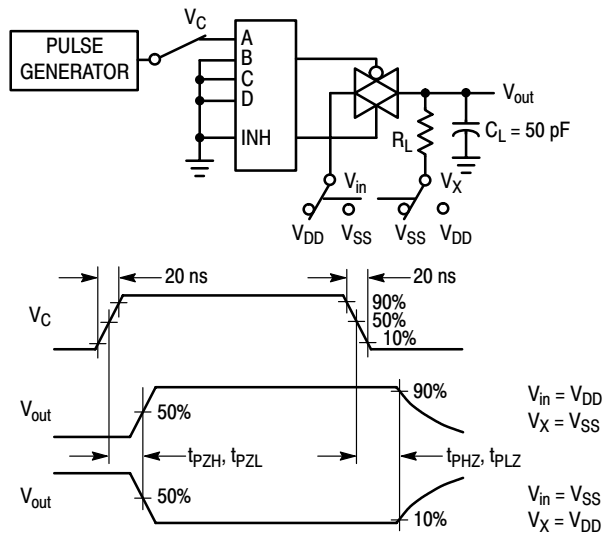 PULSE
GENERATOR
V_C
A
B
C
D
INH
V_out
R_L
C_L = 50 pF
V_in
V_X
V_DD
V_SS
V_SS
V_DD
20 ns
20 ns
V_C
90%
50%
10%
V_out
50%
90%
V_in = V_DD
V_X = V_SS
t_PZH, t_PZL
t_PHZ, t_PLZ
V_out
50%
10%
V_in = V_SS
V_X = V_DD